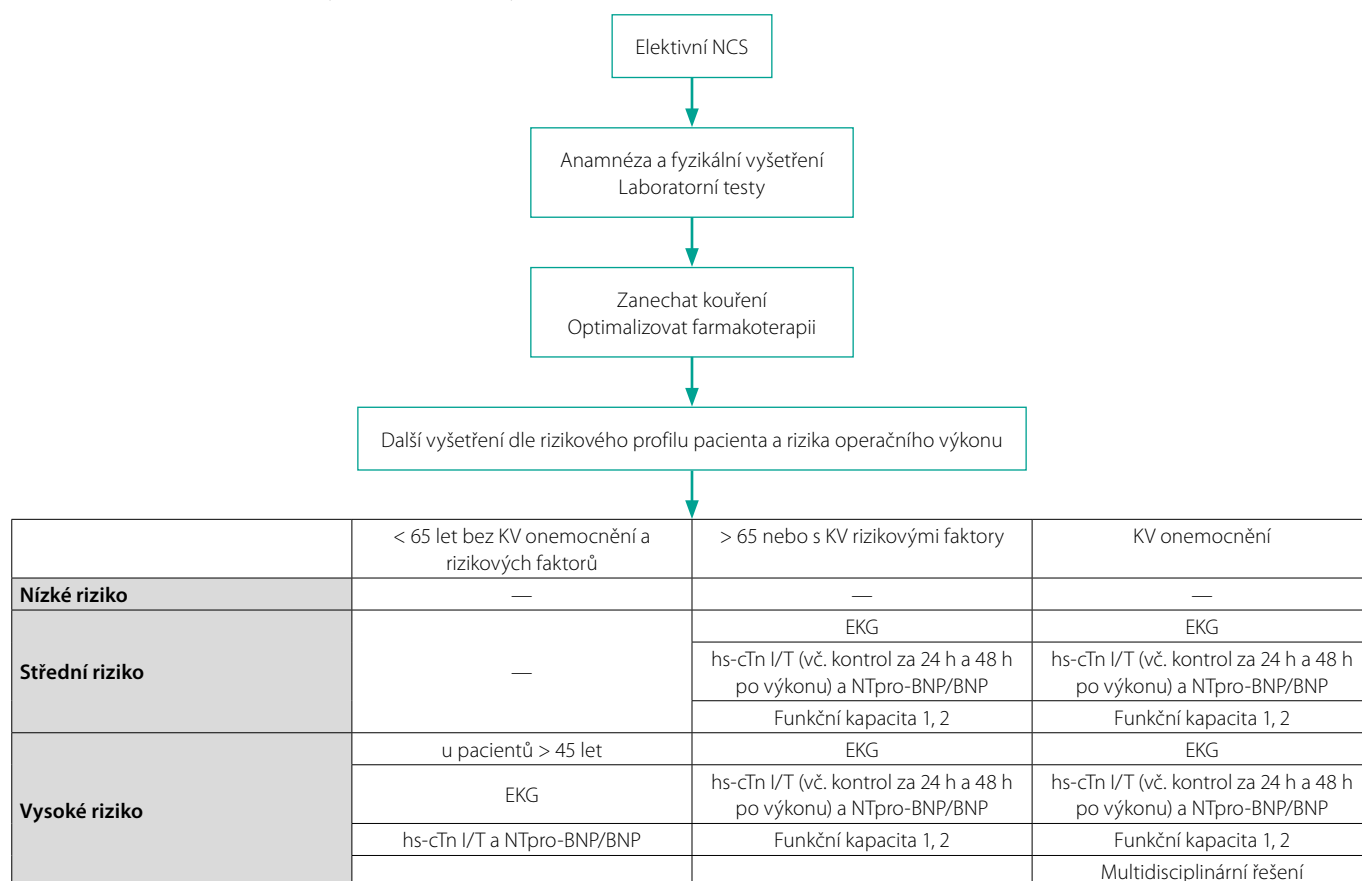 Elektivní NCS
Anamnéza a fyzikální vyšetření
Laboratorní testy
Zanechat kouření
Optimalizovat farmakoterapii
Další vyšetření dle rizikového profilu pacienta a rizika operačního výkonu
< 65 let bez KV onemocnění a
rizikových faktorů
> 65 nebo s KV rizikovými faktory
KV onemocnění
Nízké riziko
—
—
—
Střední riziko
—
EKG
hs-cTn I/T (vč. kontrol za 24 h a 48 h
po výkonu) a NTpro-BNP/BNP
Funkční kapacita 1, 2
EKG
hs-cTn I/T (vč. kontrol za 24 h a 48 h
po výkonu) a NTpro-BNP/BNP
Funkční kapacita 1, 2
Vysoké riziko
u pacientů > 45 let
EKG
hs-cTn I/T a NTpro-BNP/BNP
EKG
hs-cTn I/T (vč. kontrol za 24 h a 48 h
po výkonu) a NTpro-BNP/BNP
Funkční kapacita 1, 2
EKG
hs-cTn I/T (vč. kontrol za 24 h a 48 h
po výkonu) a NTpro-BNP/BNP
Funkční kapacita 1, 2
Multidisciplinární řešení